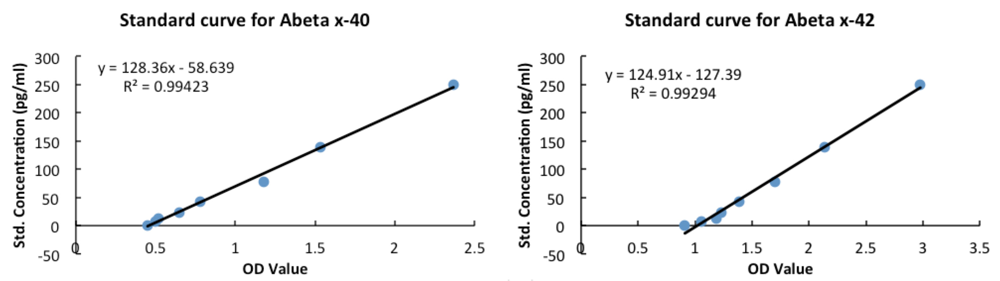 Standard curve for Abeta x-40
Std. Concentration (pg/ml)
300
250
200
150
100
50
0
-50
y = 128.36x - 58.639
R² = 0.99423
0 0.5 1 1.5 2 2.5
OD Value
Standard curve for Abeta x-42
Std. Concentration (pg/ml)
300
250
200
150
100
50
0
-50
y = 124.91x - 127.39
R² = 0.99294
0 0.5 1 1.5 2 2.5 3 3.5
OD Value